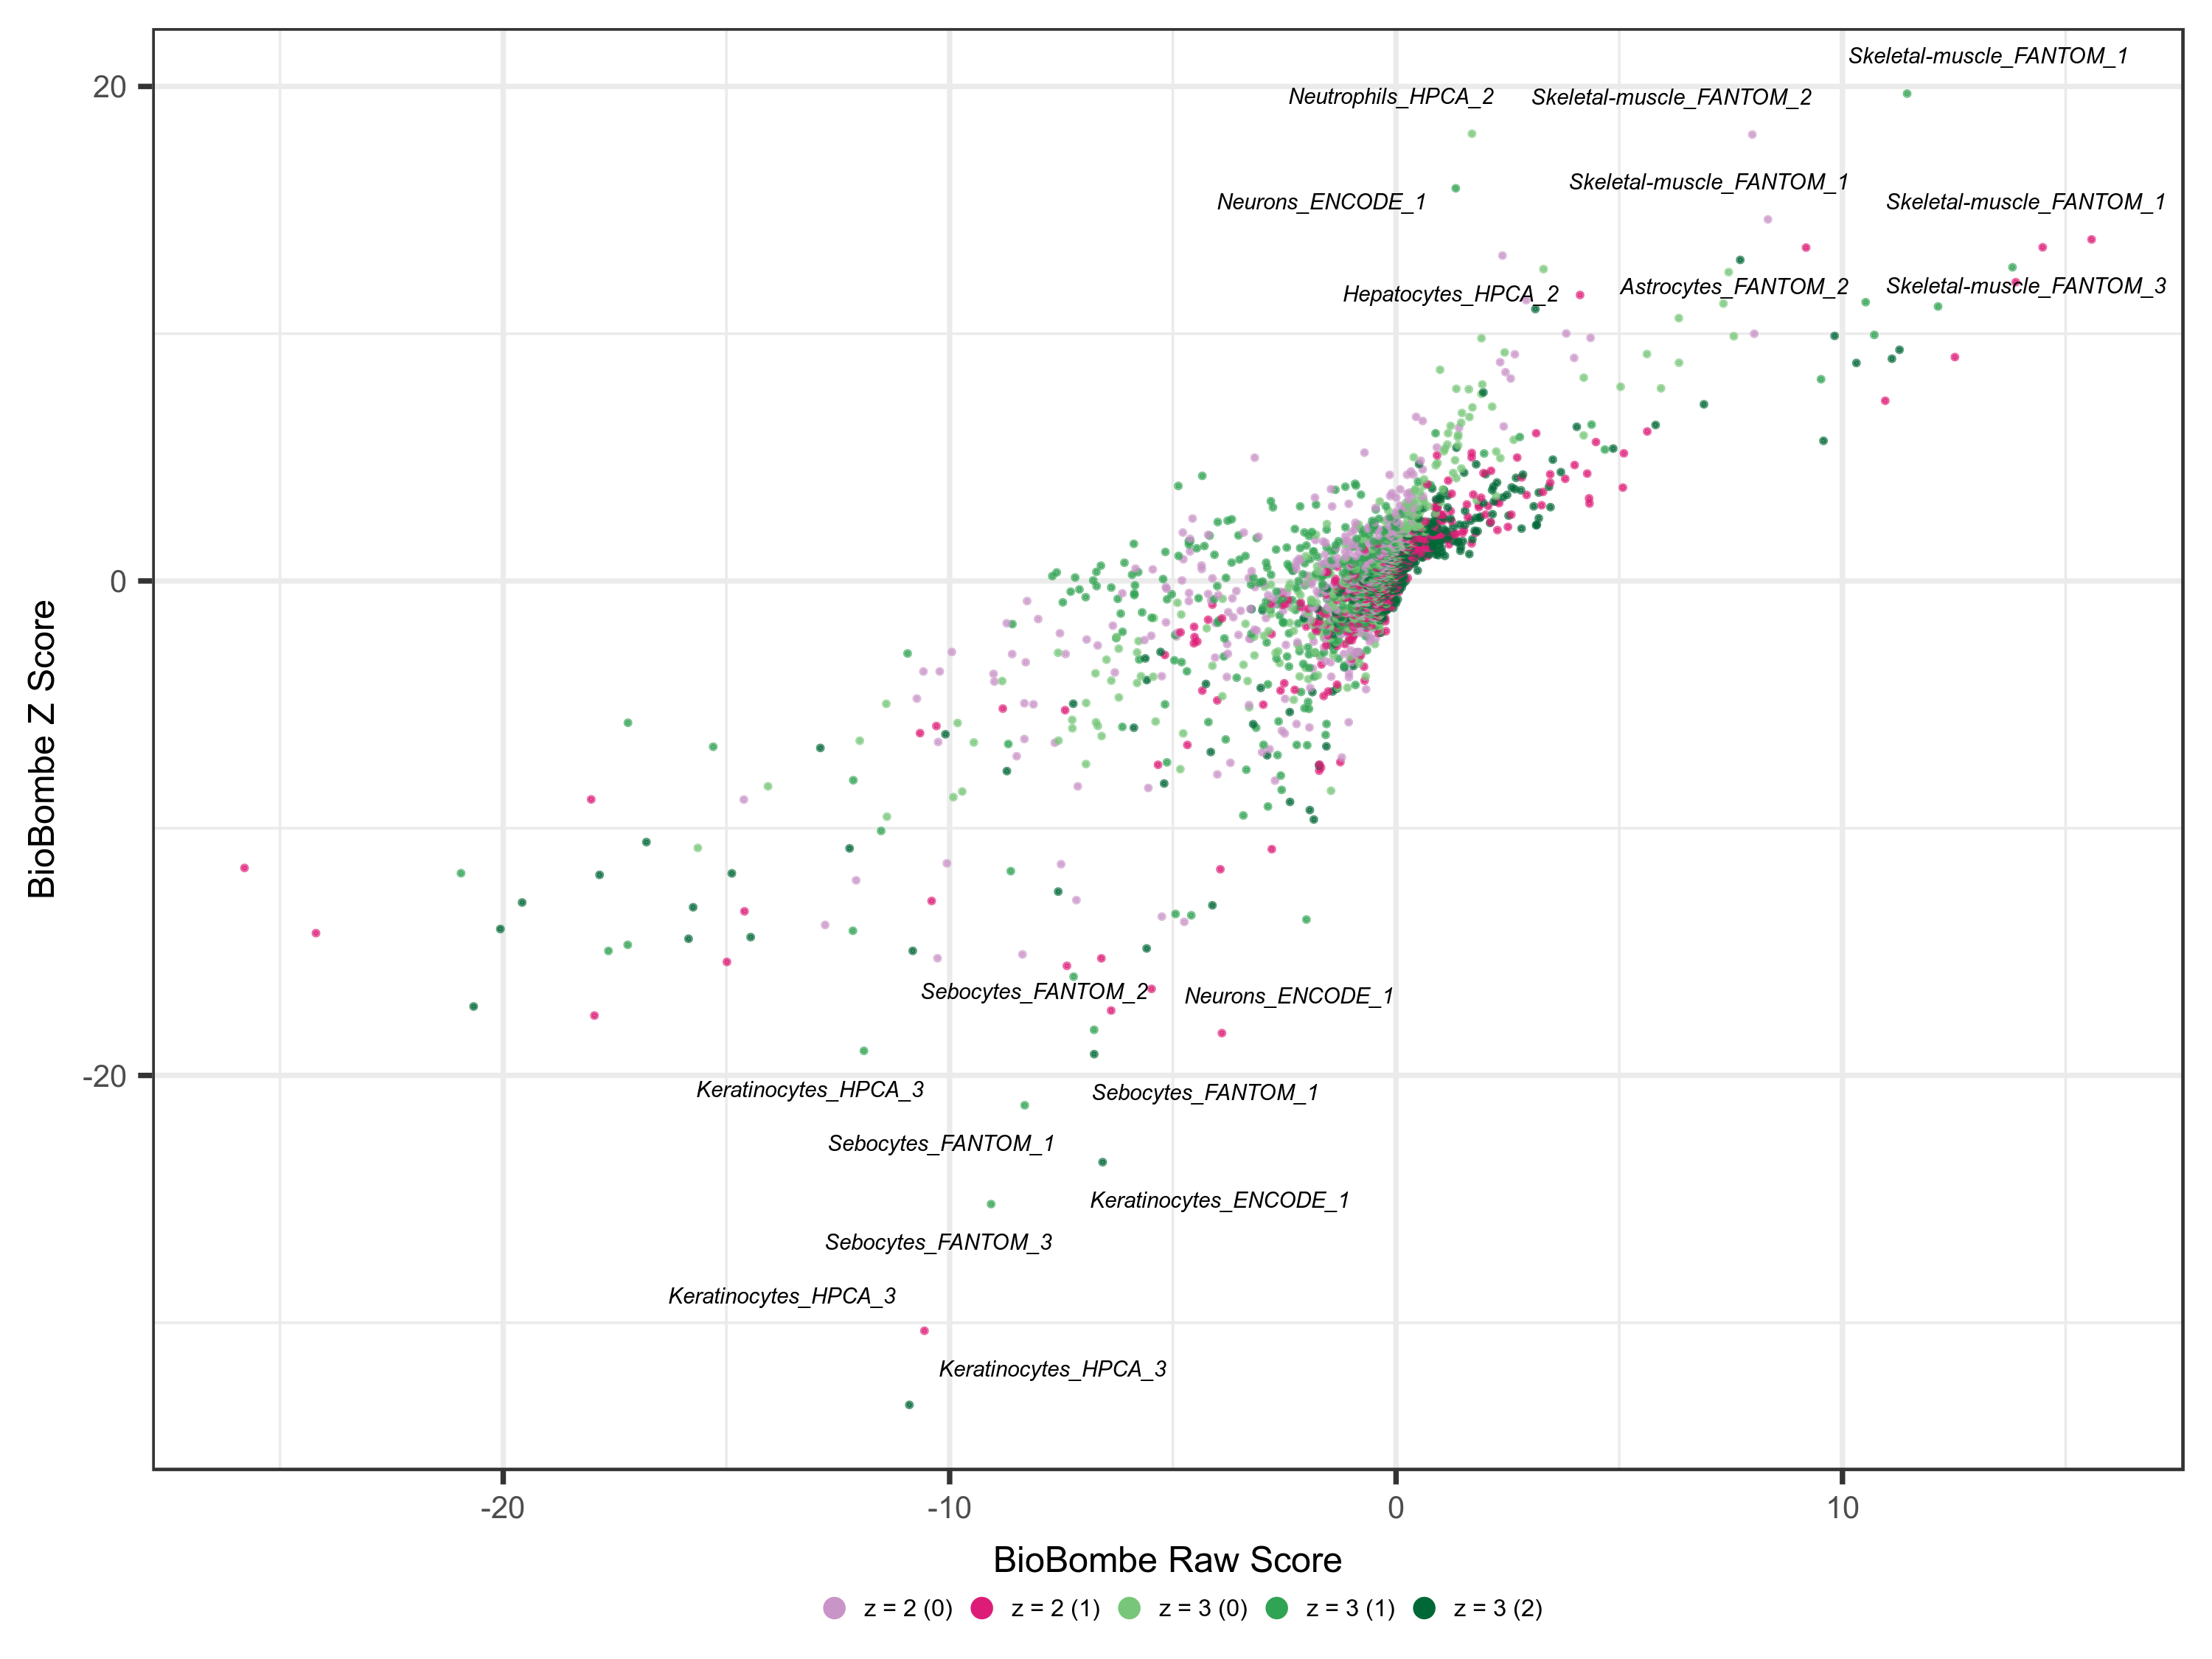 Skeletal-muscle_FANTOM_1
20
Neutrophils_HPCA_2
Skeletal-muscle_FANTOM_2
Skeletal-muscle_FANTOM_1
Neurons_ENCODE_1
Skeletal-muscle_FANTOM_1
Hepatocytes_HPCA_2
Astrocytes_FANTOM_2
Skeletal-muscle_FANTOM_3
0
BioBombe Z Score
Sebocytes_FANTOM_2
Neurons_ENCODE_1
-20
Keratinocytes_HPCA_3
Sebocytes_FANTOM_1
Sebocytes_FANTOM_1
Keratinocytes_ENCODE_1
Sebocytes_FANTOM_3
Keratinocytes_HPCA_3
Keratinocytes_HPCA_3
-20 -10 0 10
BioBombe Raw Score
z = 2 (0) z = 2 (1) z = 3 (0) z = 3 (1) z = 3 (2)